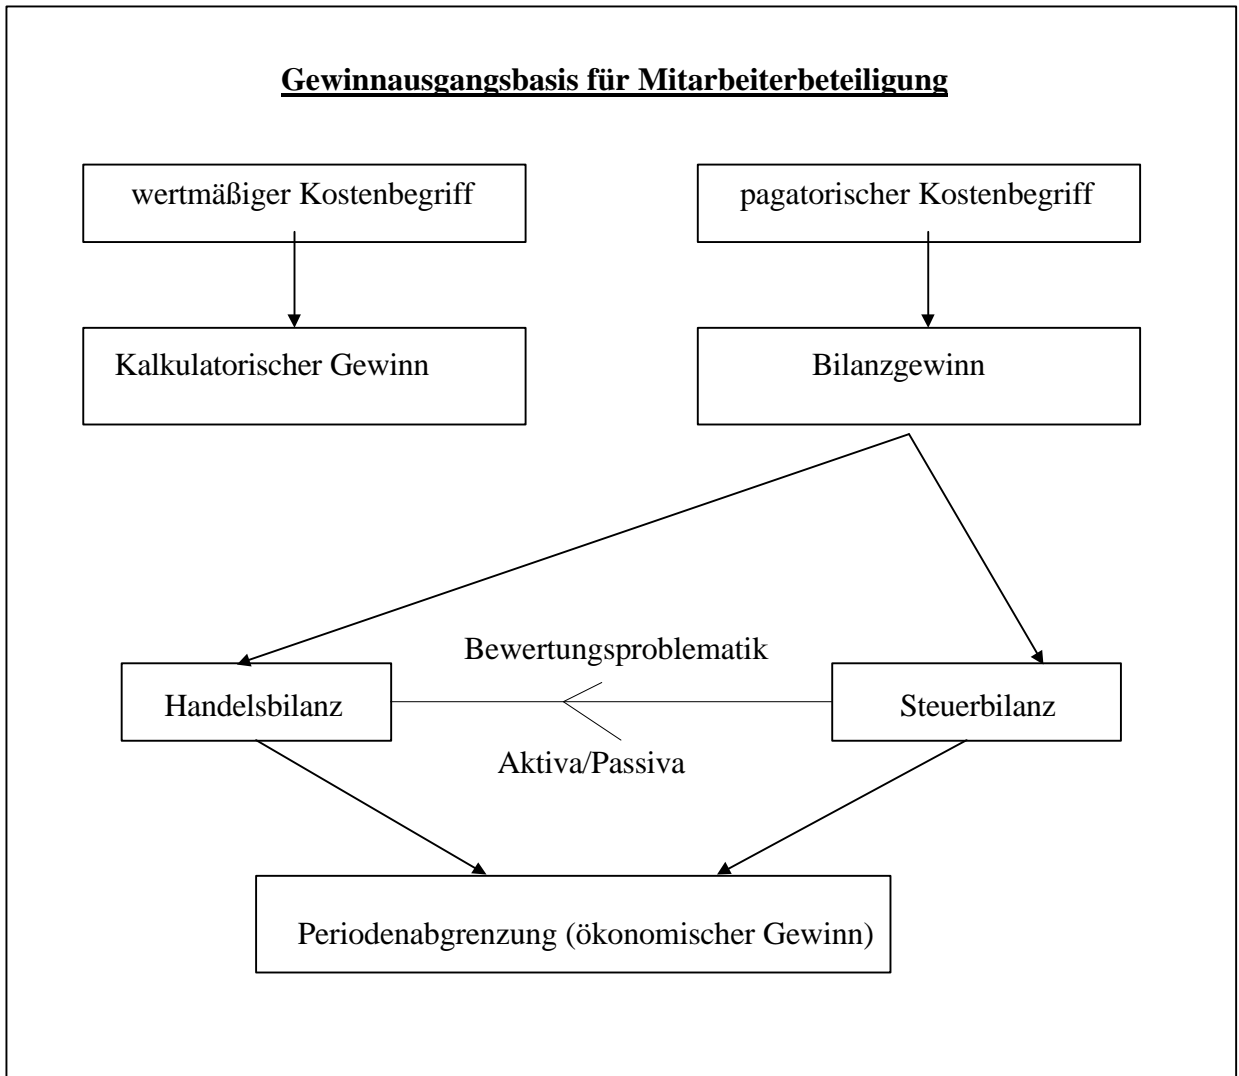 Gewinnausgangsbasis für Mitarbeiterbeteiligung
wertmäßiger Kostenbegriff
pagatorischer Kostenbegriff
Kalkulatorischer Gewinn
Bilanzgewinn
Bewertungsproblematik
Handelsbilanz
Steuerbilanz
Aktiva/Passiva
Periodenabgrenzung (ökonomischer Gewinn)